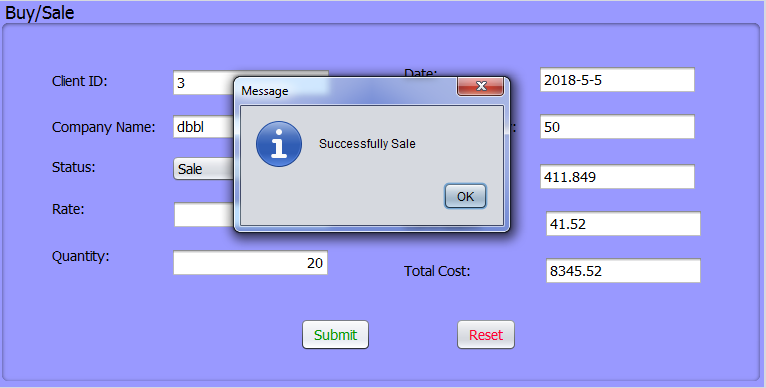 Buy/Sale
Client ID: 3
Date: 2018-5-5
Company Name: dbbl
: 50
Status: Sale
411.849
Rate:
41.52
Quantity: 20
Total Cost: 8345.52
Message
Successfully Sale
OK
Submit
Reset